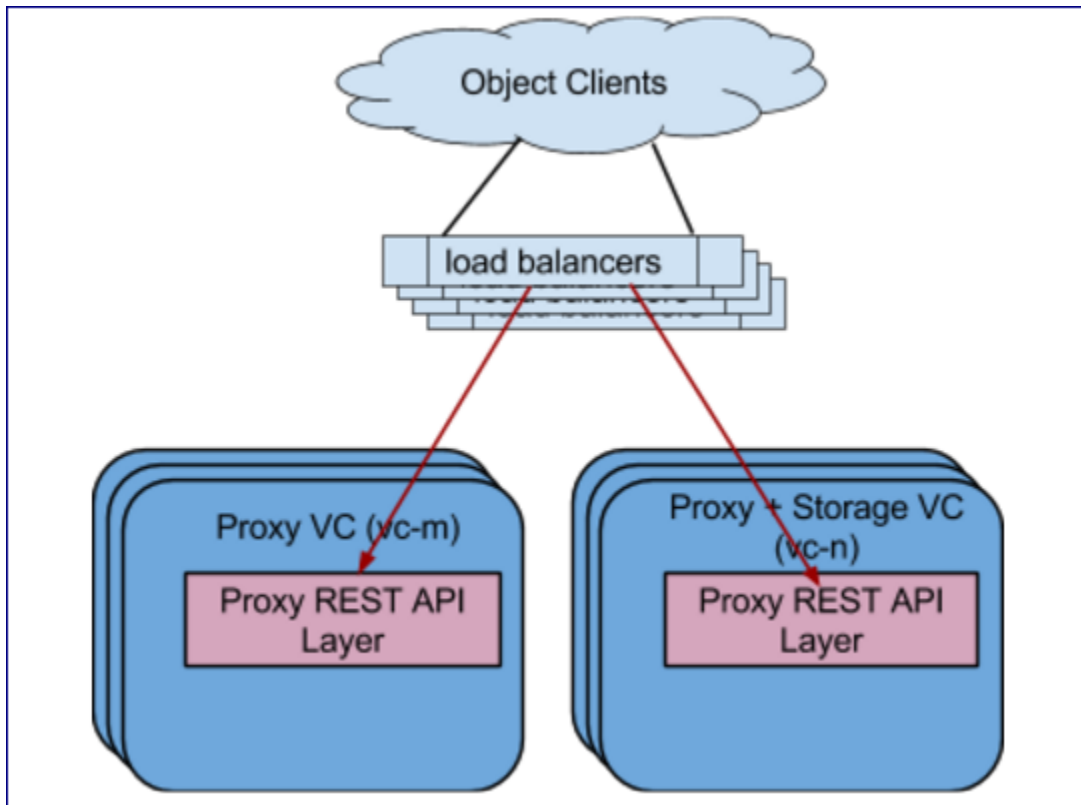 Object Clients
load balancers
Proxy VC (vc-m)
Proxy REST API
Layer
Proxy + Storage VC
(vc-n)
Proxy REST API
Layer